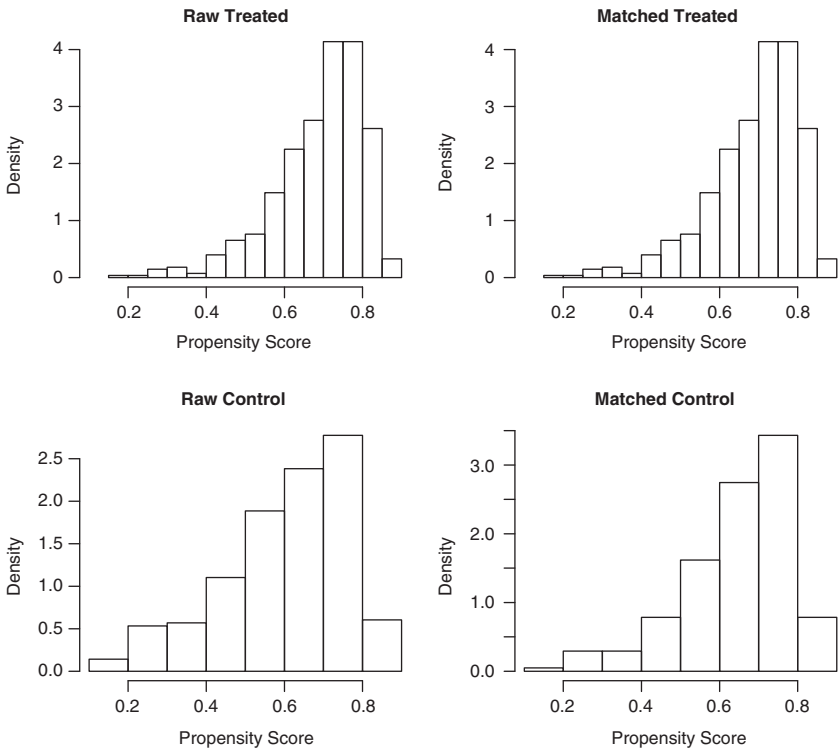 Raw Treated
Density
4
3
2
1
0
0.2 0.4 0.6 0.8
Propensity Score
Matched Treated
Density
4
3
2
1
0
0.2 0.4 0.6 0.8
Propensity Score
Raw Control
Density
2.5
2.0
1.5
1.0
0.5
0.0
0.2 0.4 0.6 0.8
Propensity Score
Matched Control
Density
3.0
2.0
1.0
0.0
0.2 0.4 0.6 0.8
Propensity Score